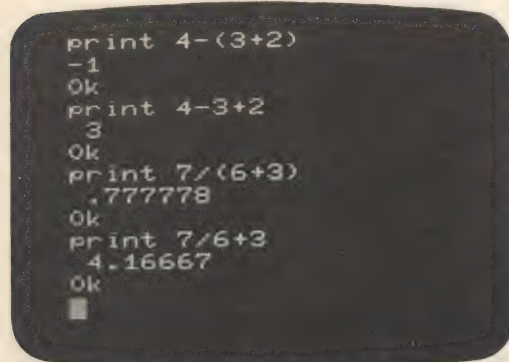 print 4-(3+2)
-1
Ok
print 4-3+2
3
Ok
print 7/(6+3)
.777778
Ok
print 7/6+3
4.16667
Ok